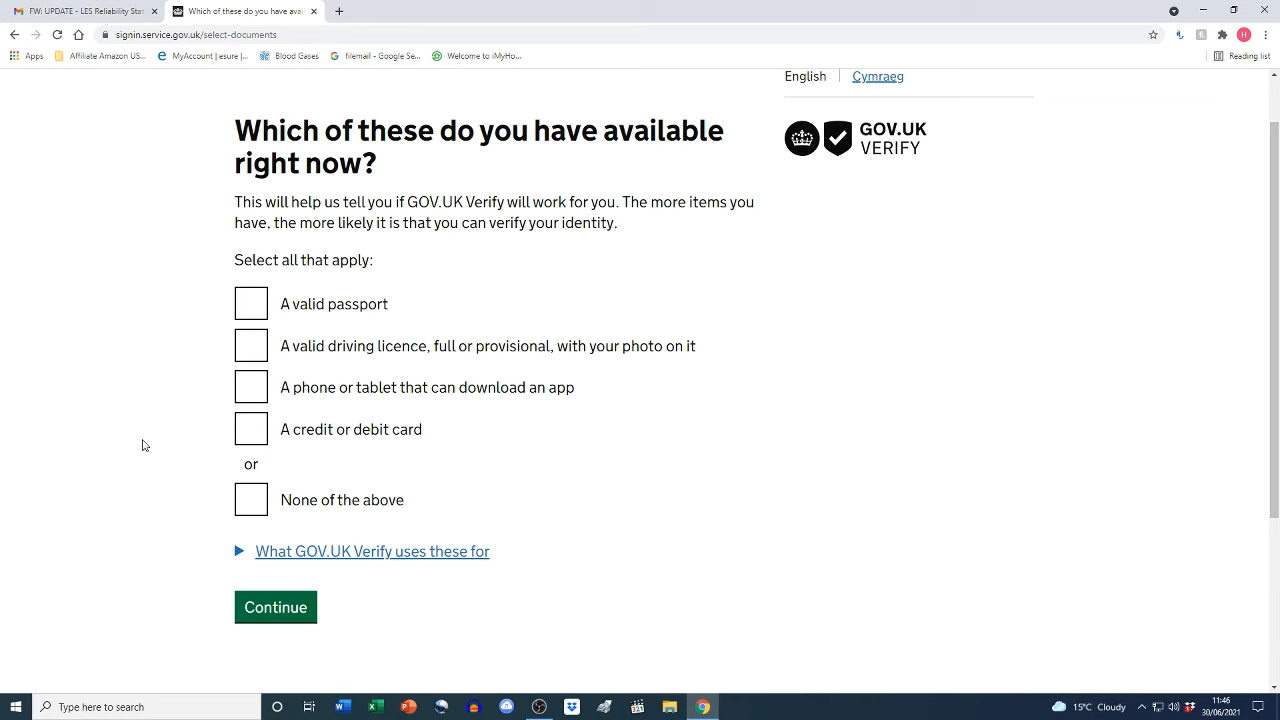 FW: UPDATE - LES Reliability Stat
Which of these do you have avail
signin.service.gov.uk/select-documents
H
Apps
Affiliate Amazon US...
MyAccount | esure |...
Blood Gases
filemail - Google Se...
Welcome to iMyHo...
Reading list
English
Cymraeg
GOV.UK
VERIFY
Which of these do you have available
right now?
This will help us tell you if GOV.UK Verify will work for you. The more items you
have, the more likely it is that you can verify your identity.
Select all that apply:
A valid passport
A valid driving licence, full or provisional, with your photo on it
A phone or tablet that can download an app
A credit or debit card
or
None of the above
What GOV.UK Verify uses these for
Continue
Type here to search
15°C Cloudy
11:46
30/06/2021